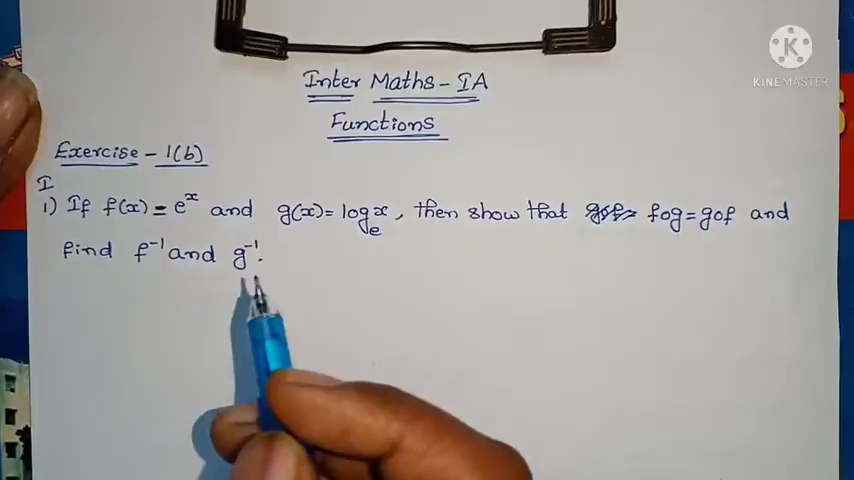 KINEMASTER
Inter Maths - IA
Functions
Exercise - 1(b)
I
1) If f(x) = e^x and g(x) = log_e x, then show that fog = gof and
find f⁻¹ and g⁻¹.